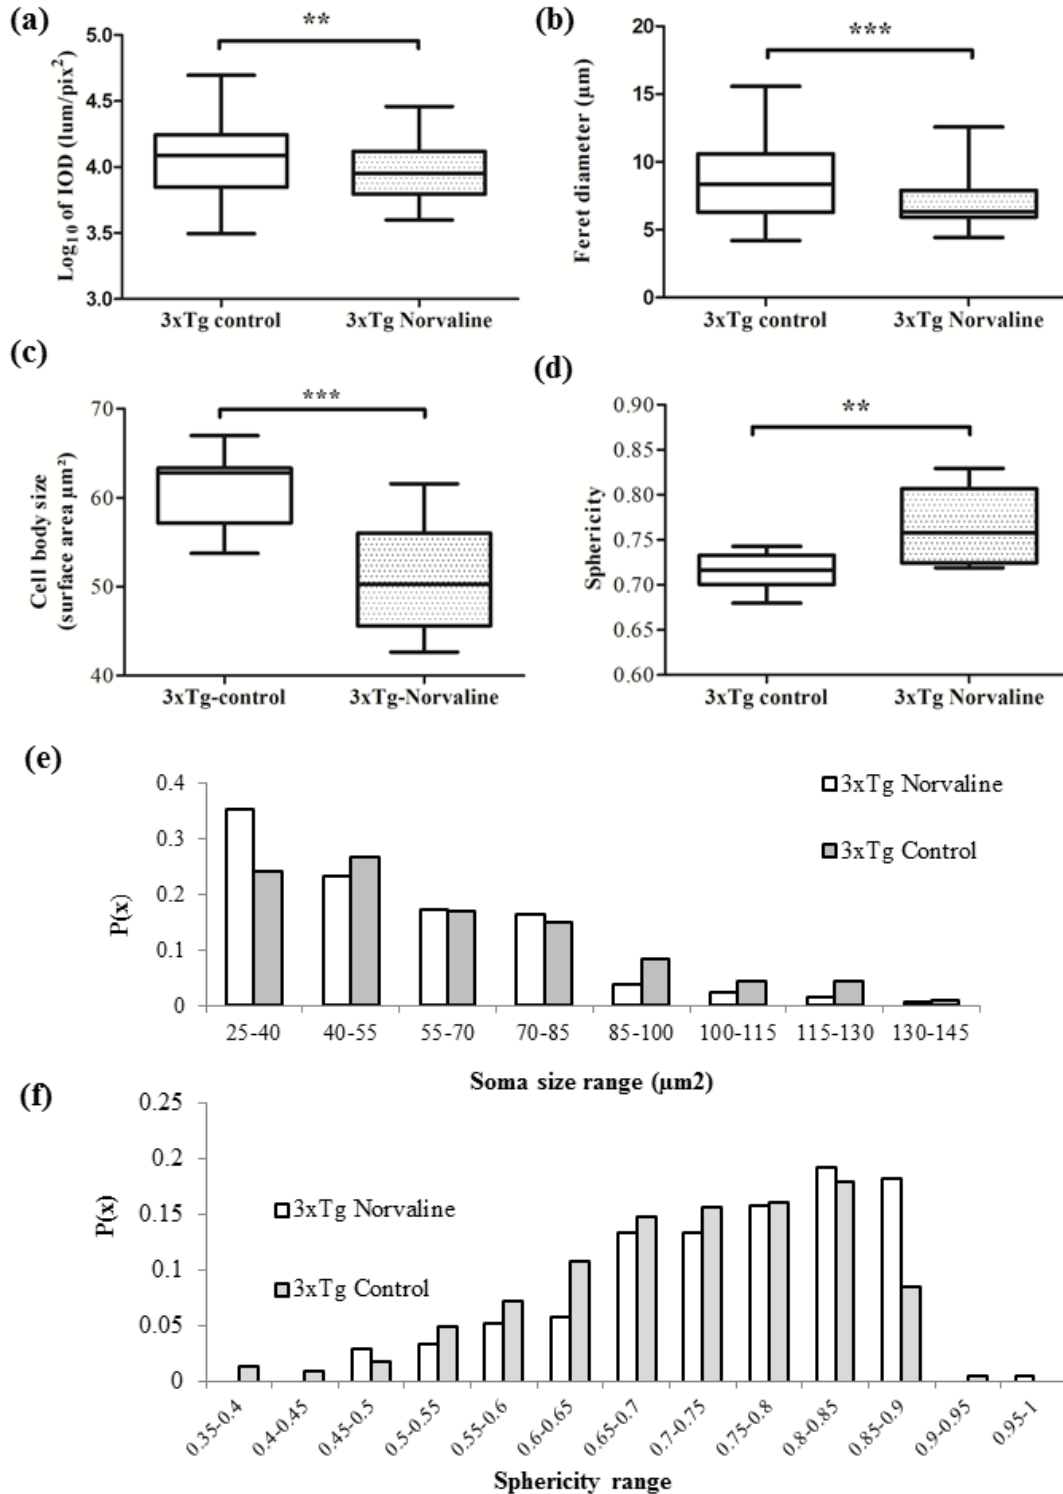 (a)
**
5.0
4.5
4.0
3.5
3.0
Log10 of IOD (lum/pix²)
3xTg control
3xTg Norvaline
(b)
***
20
15
10
5
0
Feret diameter (µm)
3xTg control
3xTg Norvaline
(c)
***
70
60
50
40
Cell body size
(surface area µm²)
3xTg-control
3xTg-Norvaline
(d)
**
0.90
0.85
0.80
0.75
0.70
0.65
0.60
Sphericity
3xTg control
3xTg Norvaline
(e)
0.4
0.3
0.2
0.1
0
P(x)
3xTg Norvaline
3xTg Control
25-40 40-55 55-70 70-85 85-100 100-115 115-130 130-145
Soma size range (µm2)
(f)
0.25
0.2
0.15
0.1
0.05
0
P(x)
3xTg Norvaline
3xTg Control
0.35-0.4 0.4-0.45 0.45-0.5 0.5-0.55 0.55-0.6 0.6-0.65 0.65-0.7 0.7-0.75 0.75-0.8 0.8-0.85 0.85-0.9 0.9-0.95 0.95-1
Sphericity range